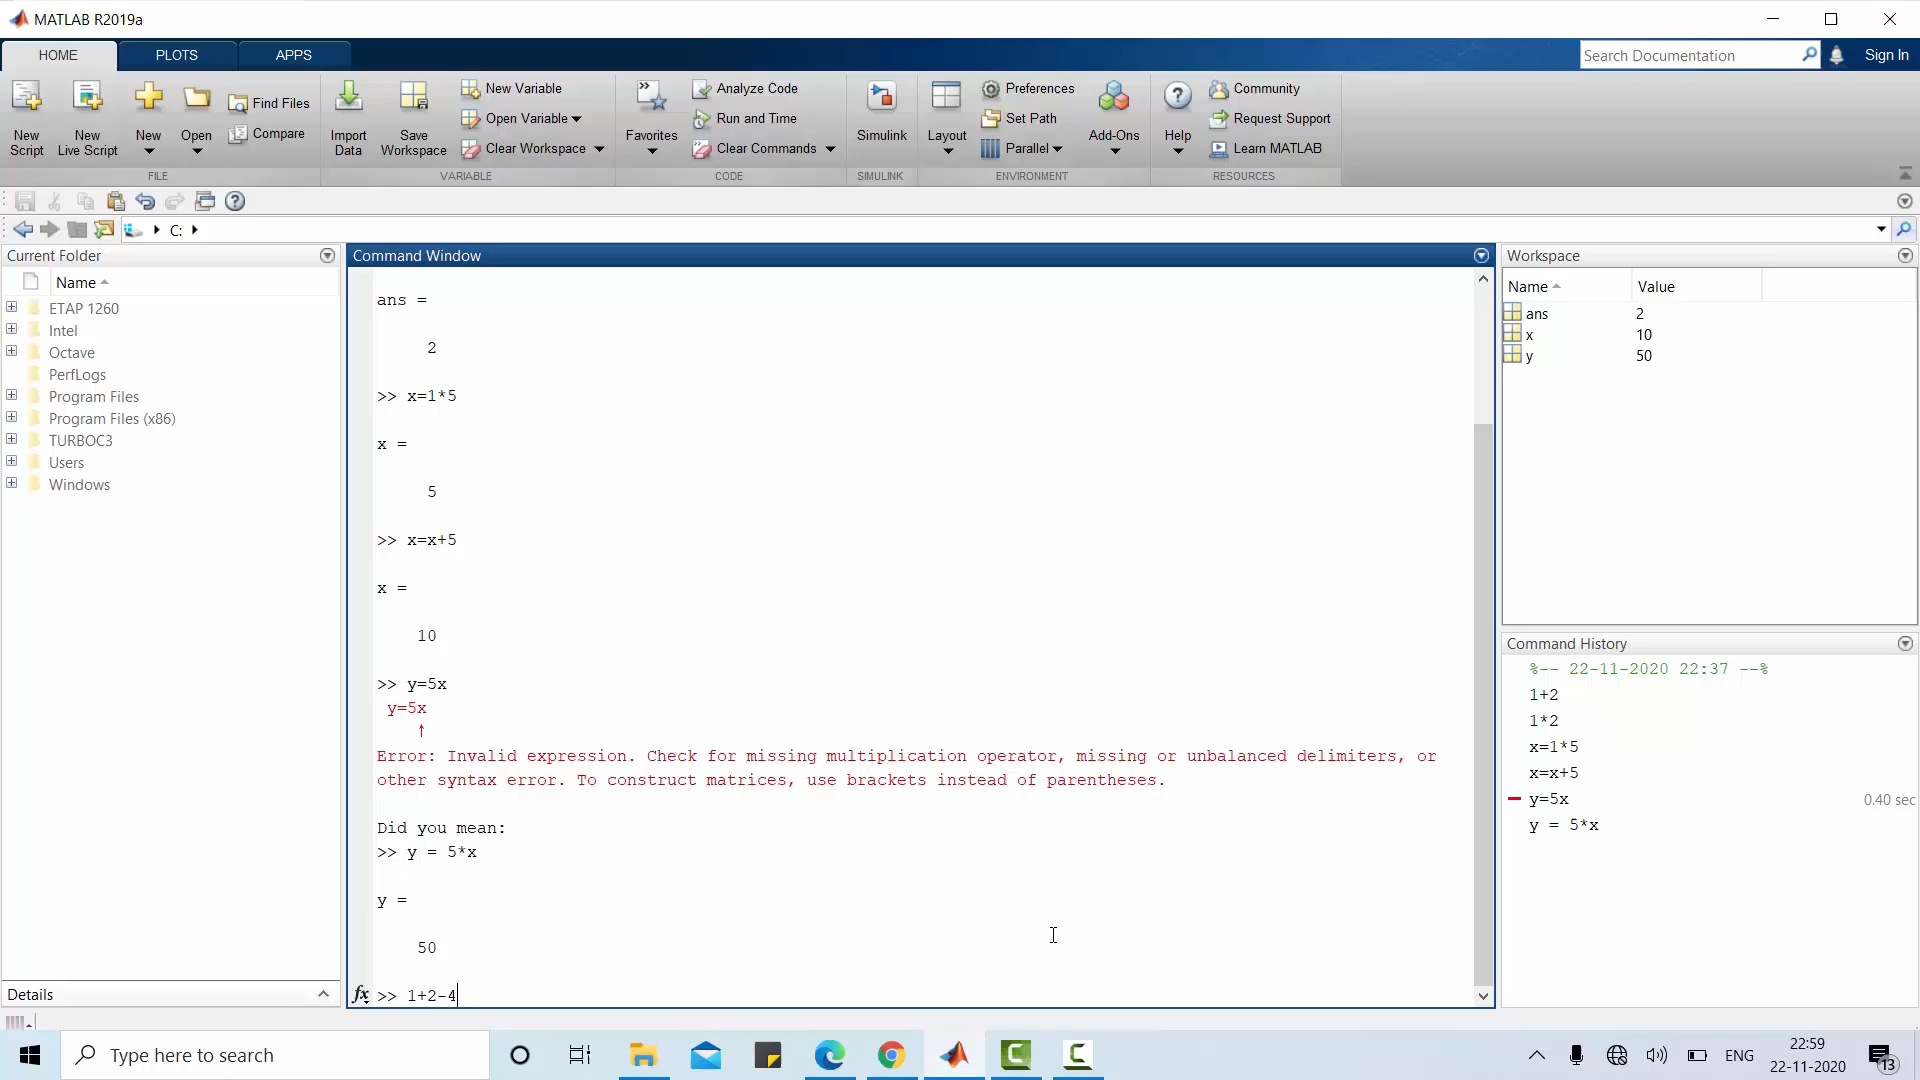 MATLAB R2019a
HOME PLOTS APPS
Search Documentation
Sign In
New Script
New Live Script
New
Open
Find Files
Compare
FILE
Import Data
Save Workspace
New Variable
Open Variable
Clear Workspace
VARIABLE
Favorites
Analyze Code
Run and Time
Clear Commands
CODE
Simulink
SIMULINK
Layout
Preferences
Set Path
Parallel
Add-Ons
ENVIRONMENT
Help
Community
Request Support
Learn MATLAB
RESOURCES
C:
Current Folder
Name
ETAP 1260
Intel
Octave
PerfLogs
Program Files
Program Files (x86)
TURBOC3
Users
Windows
Details
Command Window
ans =
2
>> x=1*5
x =
5
>> x=x+5
x =
10
>> y=5x
y=5x
↑
Error: Invalid expression. Check for missing multiplication operator, missing or unbalanced delimiters, or
other syntax error. To construct matrices, use brackets instead of parentheses.
Did you mean:
>> y = 5*x
y =
50
fx >> 1+2-4
Workspace
Name Value
ans 2
x 10
y 50
Command History
%-- 22-11-2020 22:37 --%
1+2
1*2
x=1*5
x=x+5
y=5x 0.40 sec
y = 5*x
Type here to search
ENG
22:59
22-11-2020
13